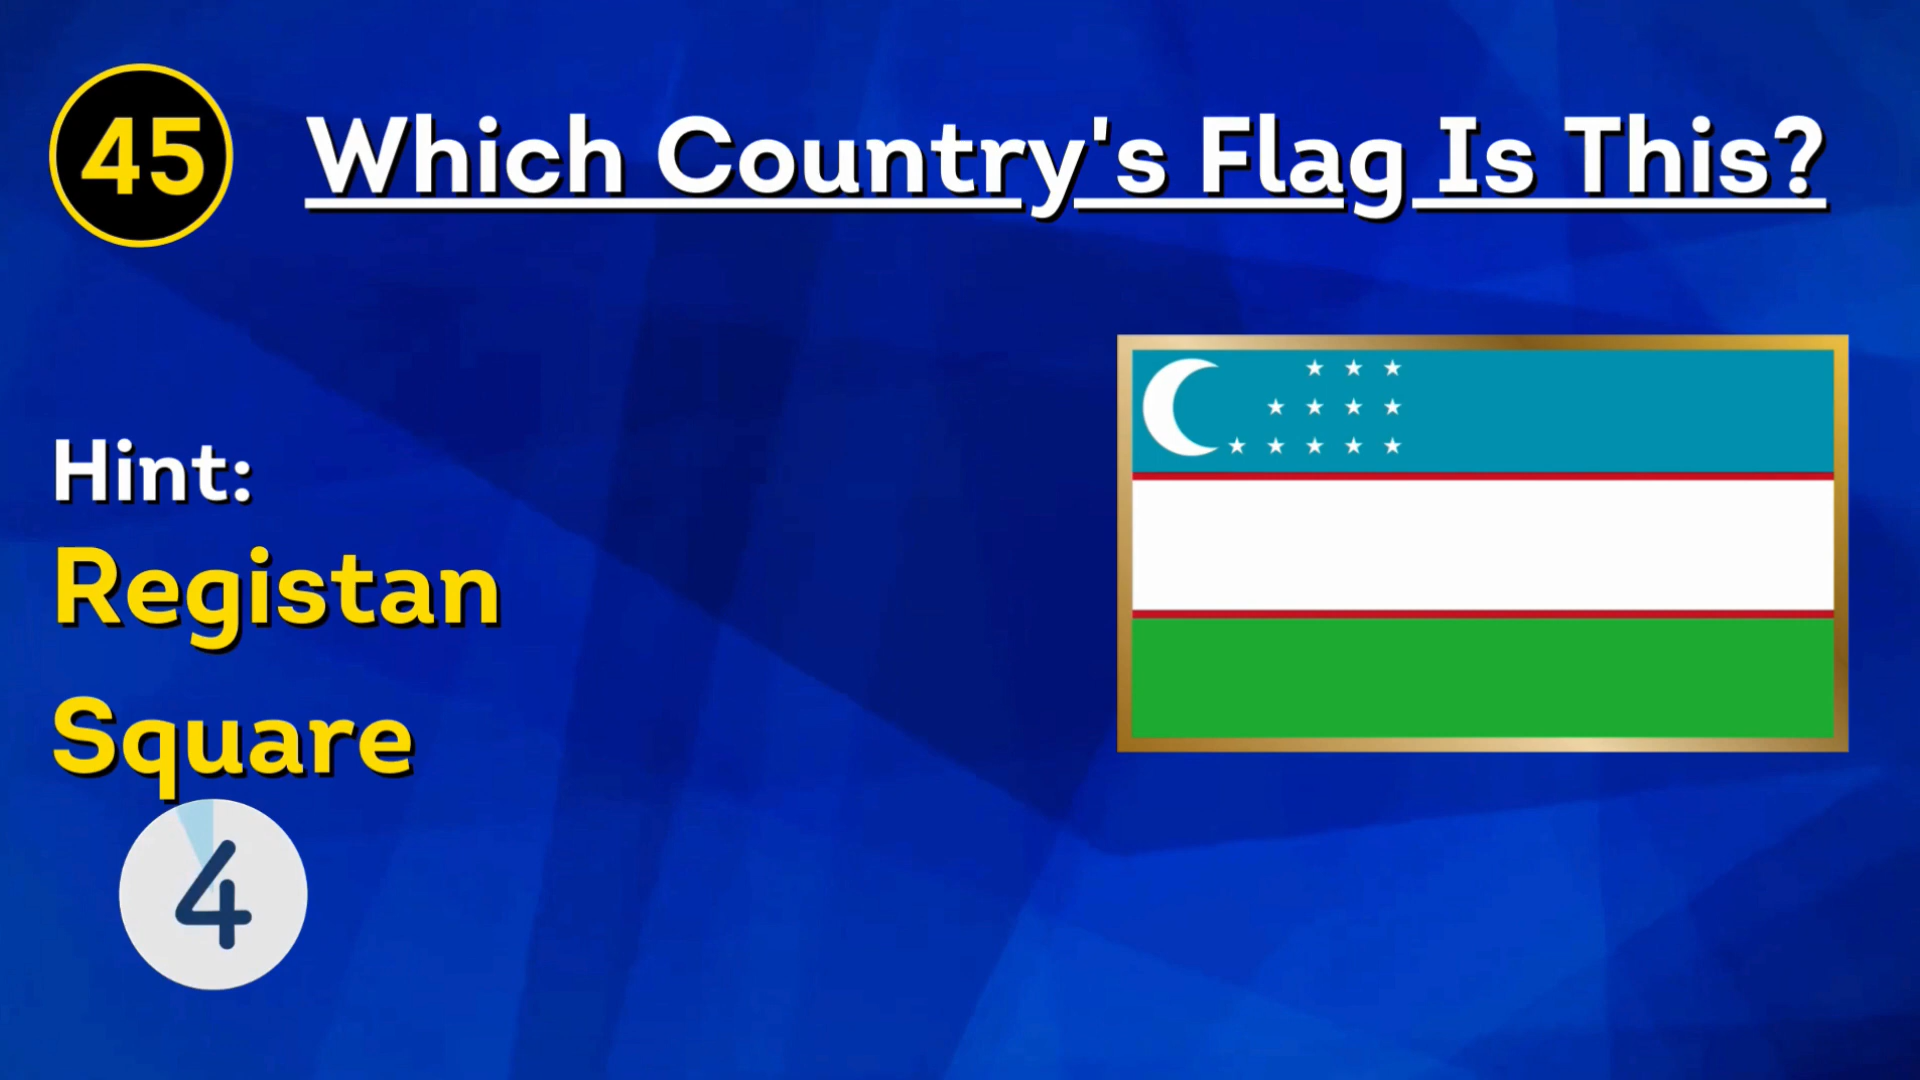 45
Which Country's Flag Is This?
Hint:
Registan
Square
4